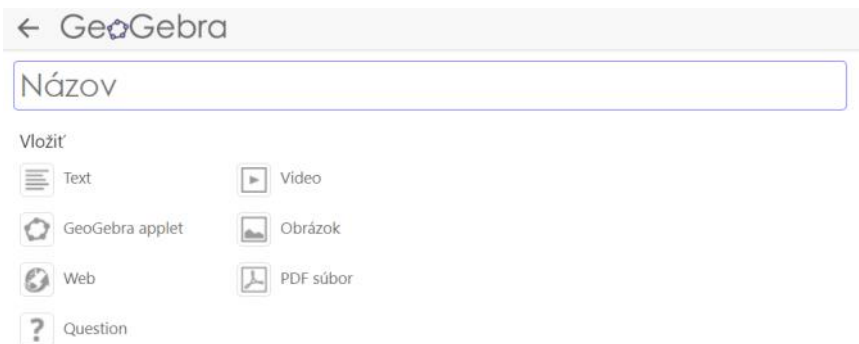 GeoGebra
Názov
Vložiť
Text
Video
GeoGebra applet
Obrázok
Web
PDF súbor
Question